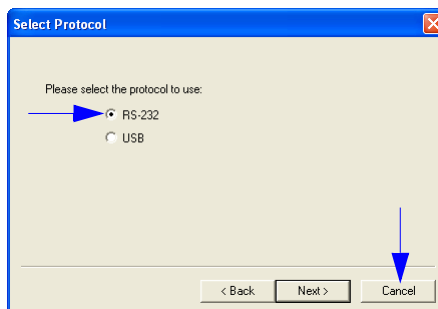 Select Protocol
Please select the protocol to use:
RS-232
USB
< Back Next > Cancel